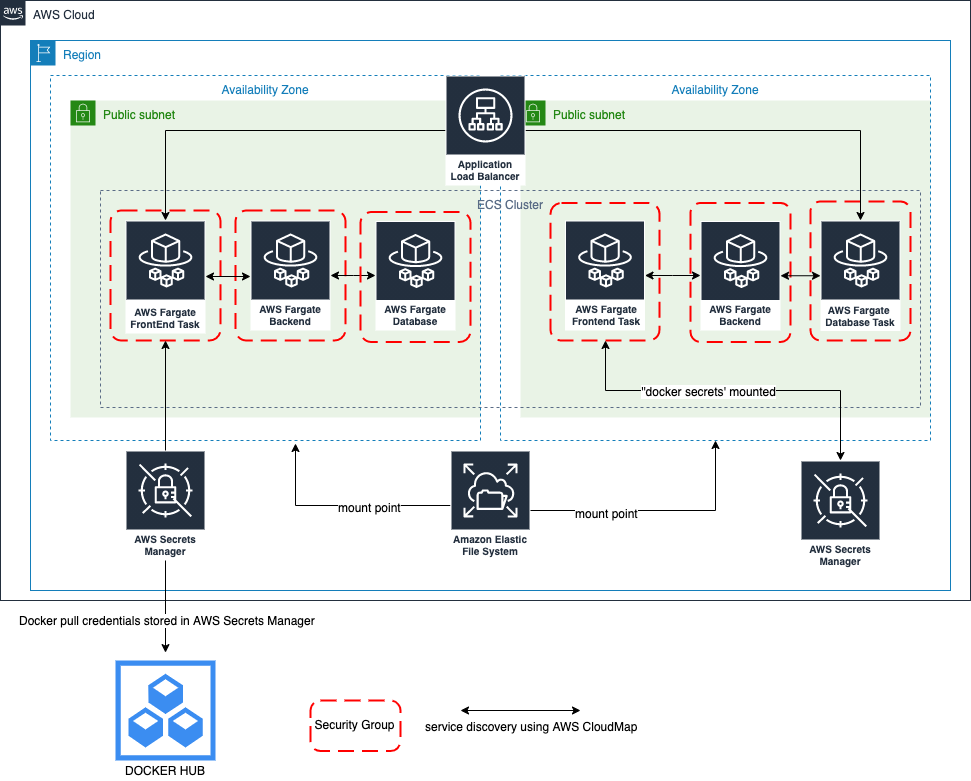 aws
AWS Cloud
Region
Availability Zone
Availability Zone
Public subnet
Public subnet
Application
Load Balancer
ECS Cluster
AWS Fargate
FrontEnd Task
AWS Fargate
Backend
AWS Fargate
Database
AWS Fargate
Frontend Task
AWS Fargate
Backend
AWS Fargate
Database Task
"docker secrets' mounted
mount point
mount point
AWS Secrets
Manager
Amazon Elastic
File System
AWS Secrets
Manager
Docker pull credentials stored in AWS Secrets Manager
Security Group
service discovery using AWS CloudMap
DOCKER HUB